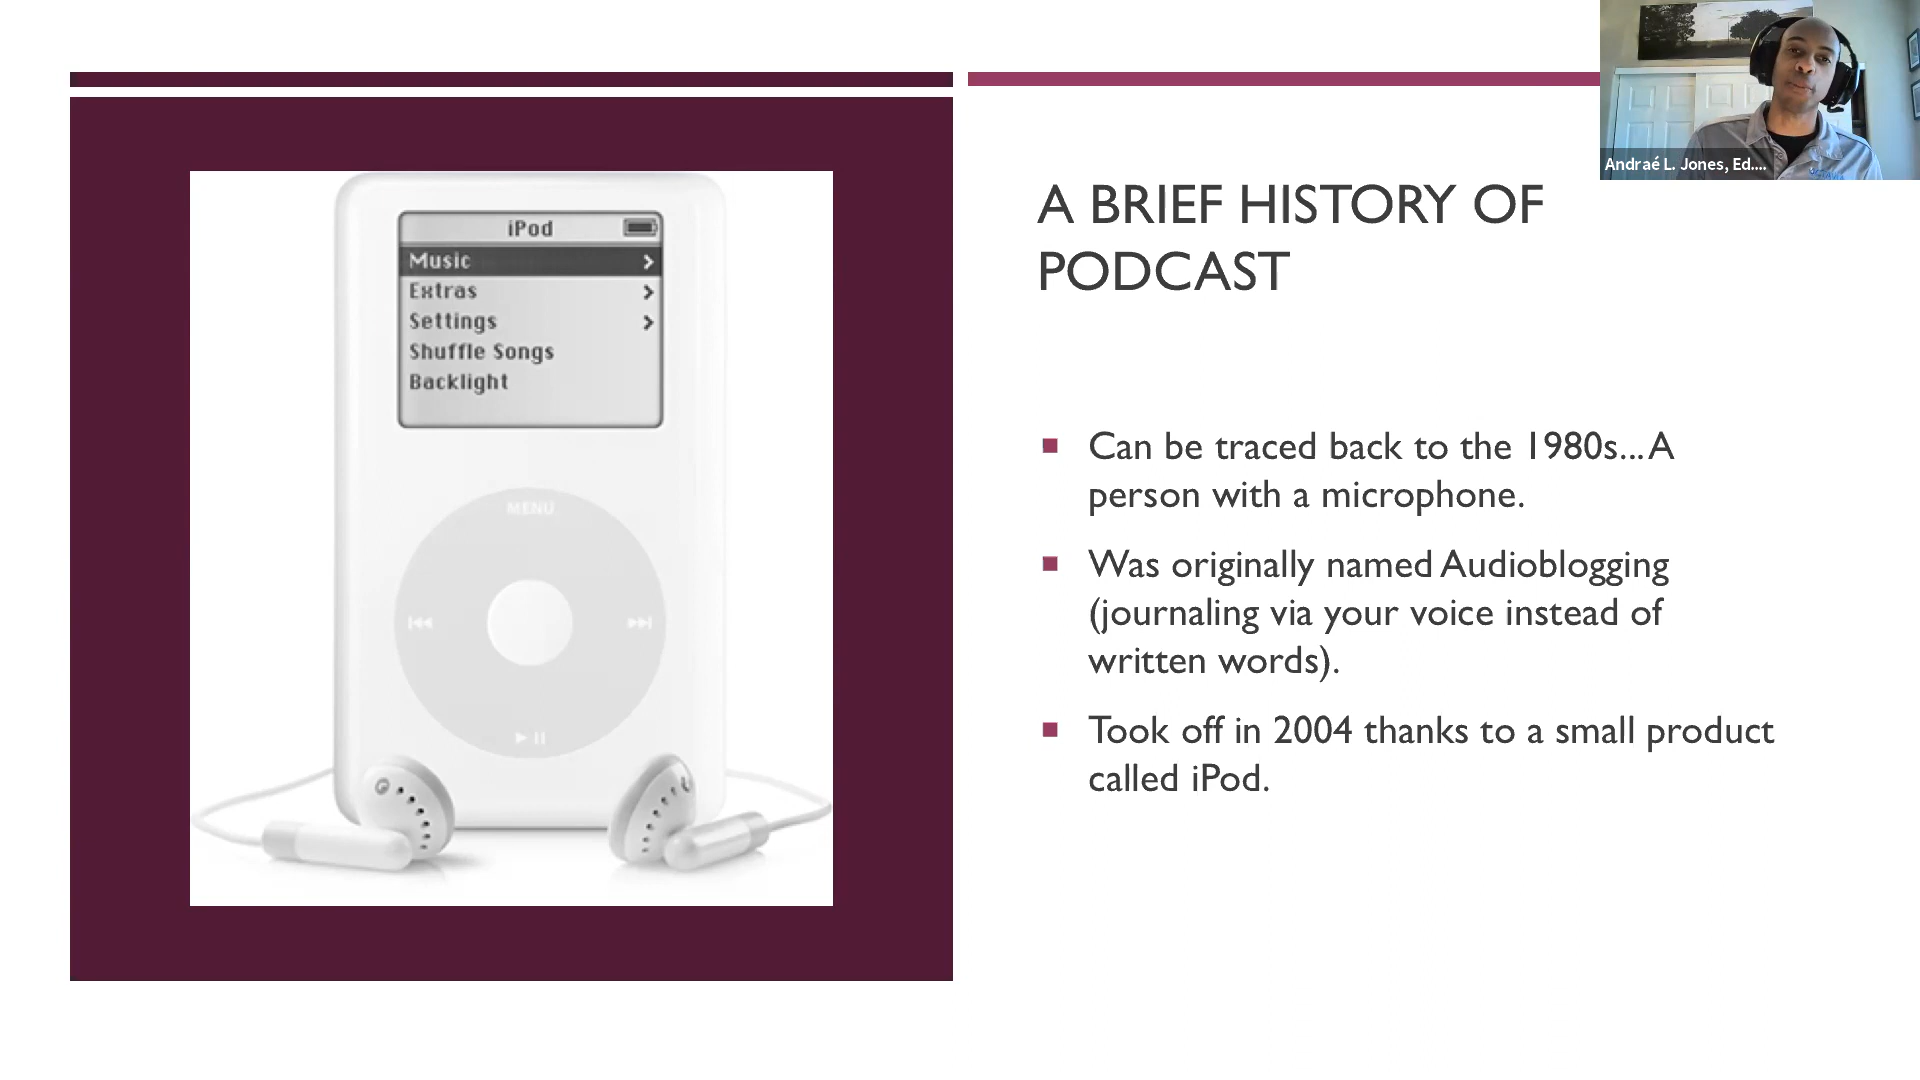 Andraé L. Jones, Ed....
A BRIEF HISTORY OF
PODCAST
iPod
Music
Extras
Settings
Shuffle Songs
Backlight
MENU
Can be traced back to the 1980s... A
person with a microphone.
Was originally named Audioblogging
(journaling via your voice instead of
written words).
Took off in 2004 thanks to a small product
called iPod.